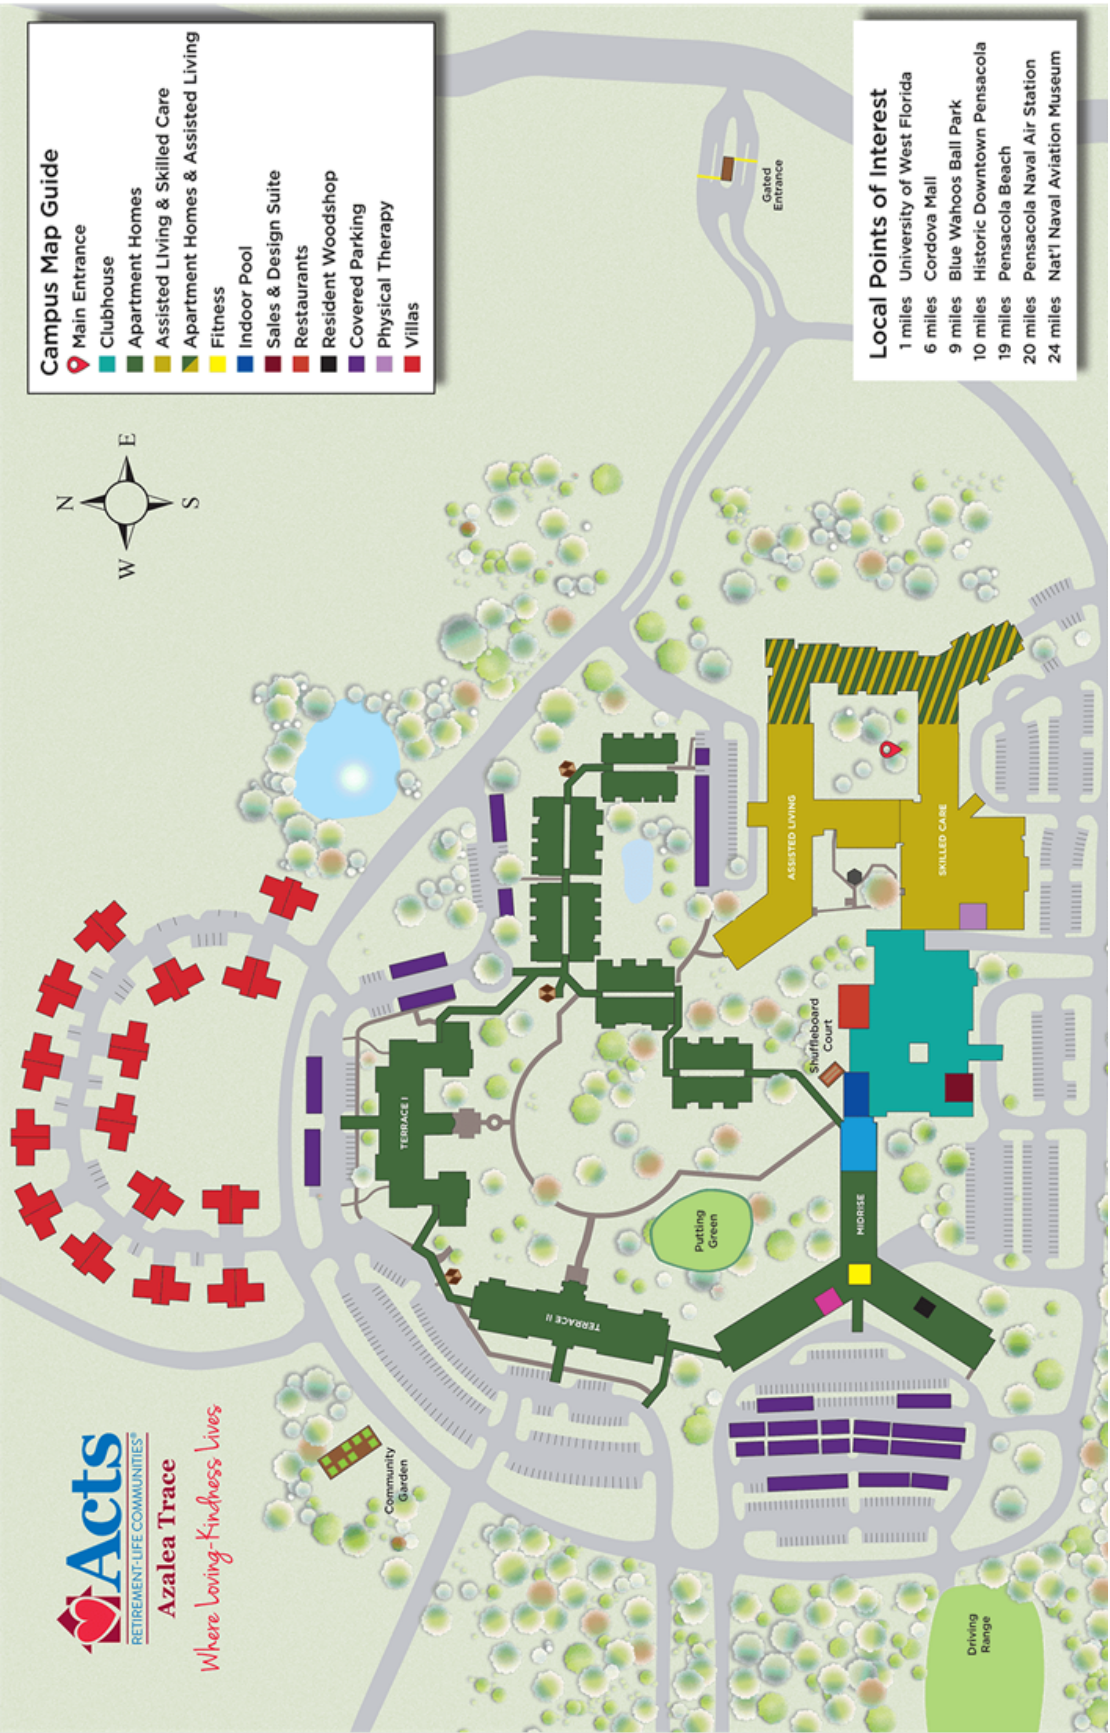 Acts
RETIREMENT-LIFE COMMUNITIES®
Azalea Trace
Where Loving-Kindness Lives
N
W
E
S
Campus Map Guide
Main Entrance
Clubhouse
Apartment Homes
Assisted Living & Skilled Care
Apartment Homes & Assisted Living
Fitness
Indoor Pool
Sales & Design Suite
Restaurants
Resident Woodshop
Covered Parking
Physical Therapy
Villas
Community
Garden
TERRACE I
TERRACE II
Putting
Green
Gated
Entrance
ASSISTED LIVING
Shuffleboard
Court
MIDRISE
SKILLED CARE
Driving
Range
Local Points of Interest
1 miles University of West Florida
6 miles Cordova Mall
9 miles Blue Wahoos Ball Park
10 miles Historic Downtown Pensacola
19 miles Pensacola Beach
20 miles Pensacola Naval Air Station
24 miles Nat'l Naval Aviation Museum